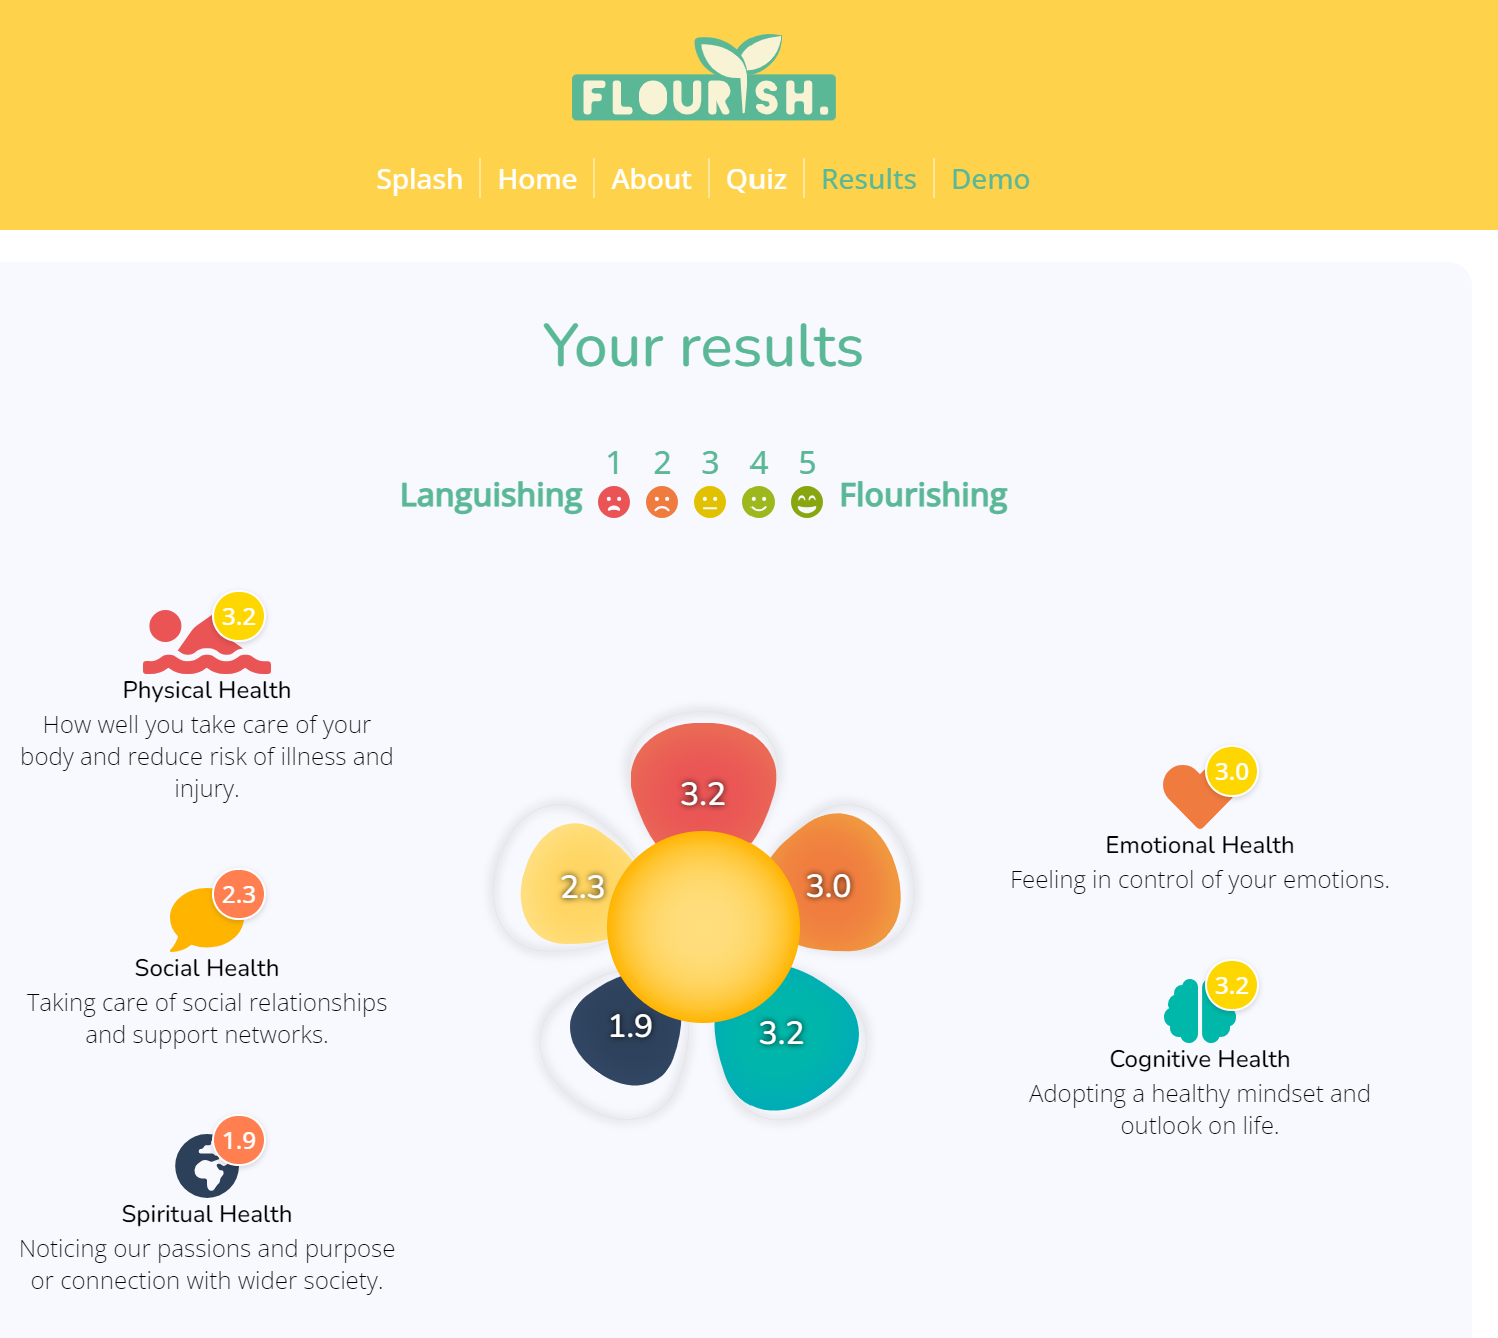 FLOURISH.
Splash
Home
About
Quiz
Results
Demo
Your results
1 2 3 4 5
Languishing
Flourishing
3.2
Physical Health
How well you take care of your
body and reduce risk of illness and
injury.
2.3
Social Health
Taking care of social relationships
and support networks.
1.9
Spiritual Health
Noticing our passions and purpose
or connection with wider society.
3.2
2.3
3.0
1.9
3.2
3.0
Emotional Health
Feeling in control of your emotions.
3.2
Cognitive Health
Adopting a healthy mindset and
outlook on life.